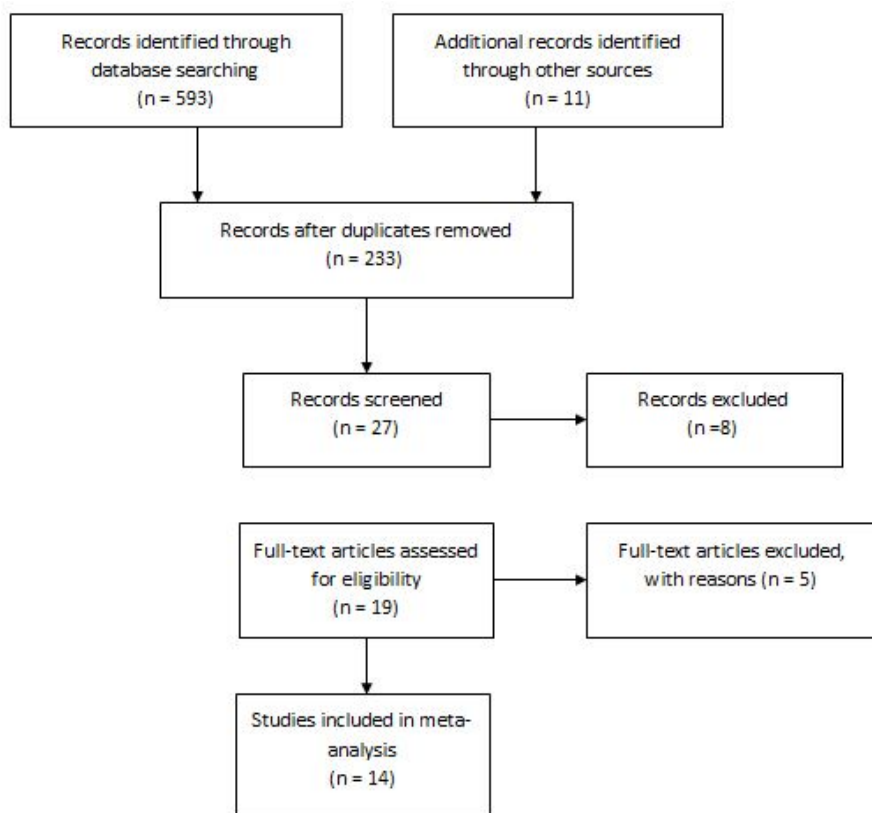 Records identified through
database searching
(n = 593)
Additional records identified
through other sources
(n = 11)
Records after duplicates removed
(n = 233)
Records screened
(n = 27)
Records excluded
(n =8)
Full-text articles assessed
for eligibility
(n = 19)
Full-text articles excluded,
with reasons (n = 5)
Studies included in meta-
analysis
(n = 14)